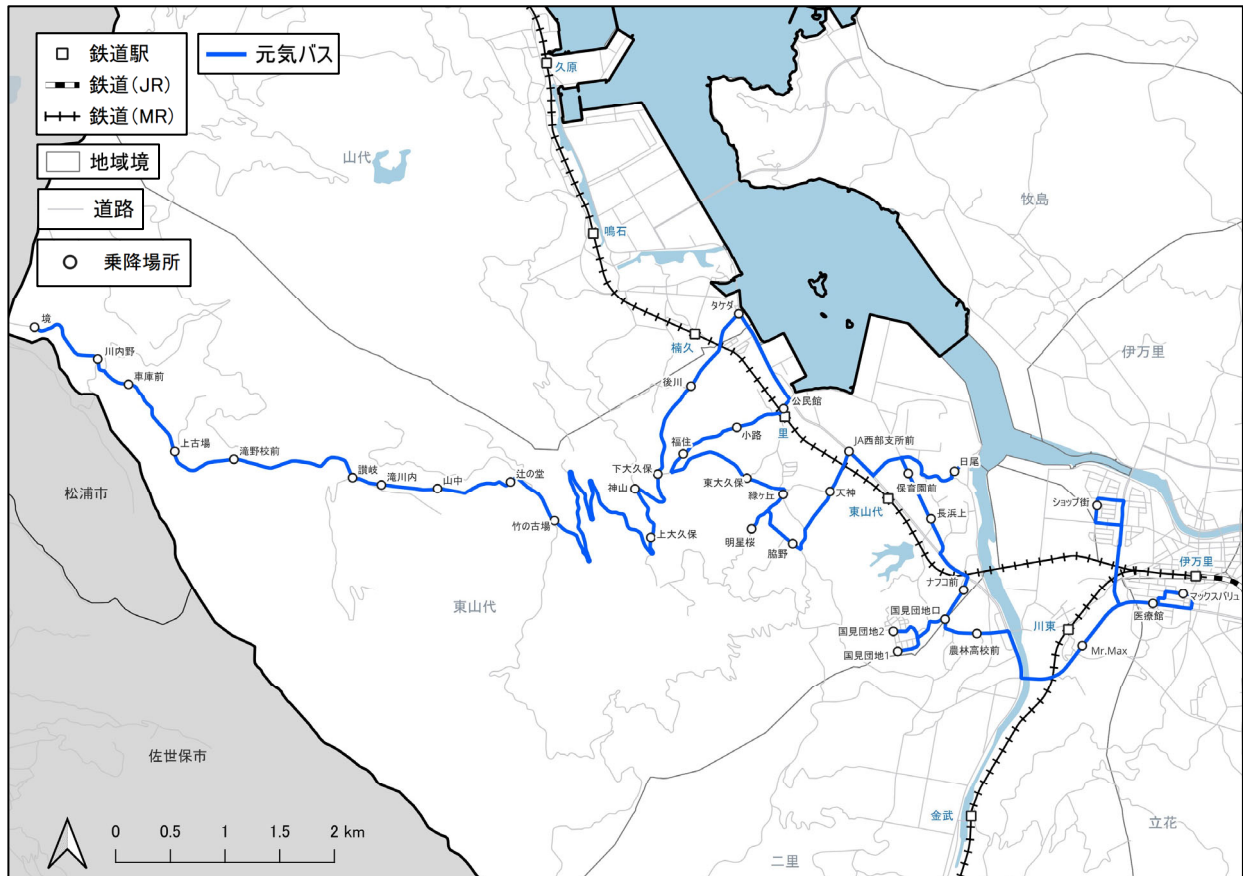 鉄道駅
鉄道(JR)
鉄道(MR)
元気バス
地域境
道路
乗降場所
久原
山代
牧島
鳴石
タケダ
境
楠久
伊万里
川内野
車庫前
後川
公民館
里
小路
上古場
滝野校前
福住
JA西部支所前
日尾
讃岐
滝川内
山中
辻の堂
下大久保
神山
東大久保
緑ヶ丘
天神
保育園前
東山代
長浜上
ショップ街
松浦市
竹の古場
上大久保
明星桜
脇野
伊万里
ナフコ前
マックスバリュ
医療館
東山代
国見団地口
国見団地2
国見団地1
農林高校前
川東
Mr.Max
佐世保市
金武
立花
二里
0 0.5 1 1.5 2 km